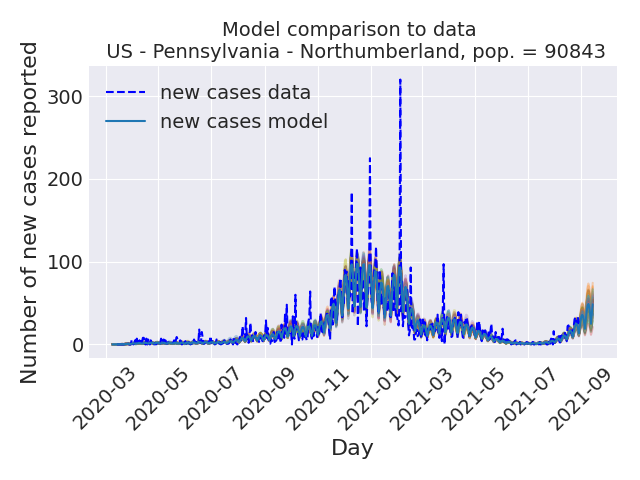 Model comparison to data
US - Pennsylvania - Northumberland, pop. = 90843
new cases data
new cases model
Number of new cases reported
300
200
100
0
2020-03
2020-05
2020-07
2020-09
2020-11
2021-01
2021-03
2021-05
2021-07
2021-09
Day